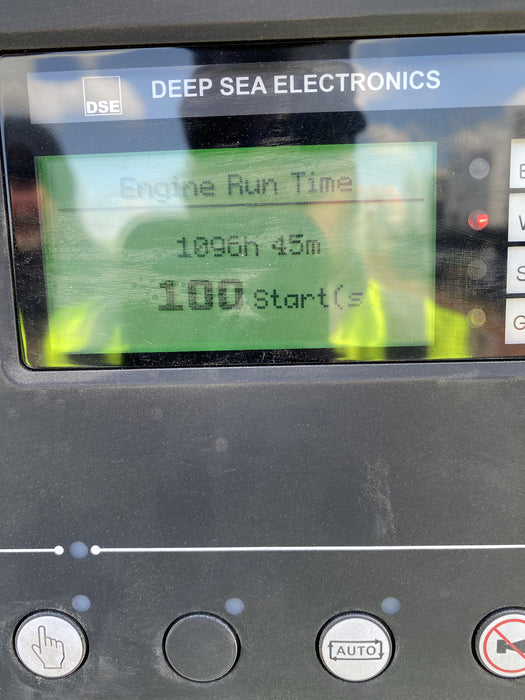 DSE
DEEP SEA ELECTRONICS
Engine Run Time
1096h 45m
100 Start(s)
E
W
S
G
AUTO